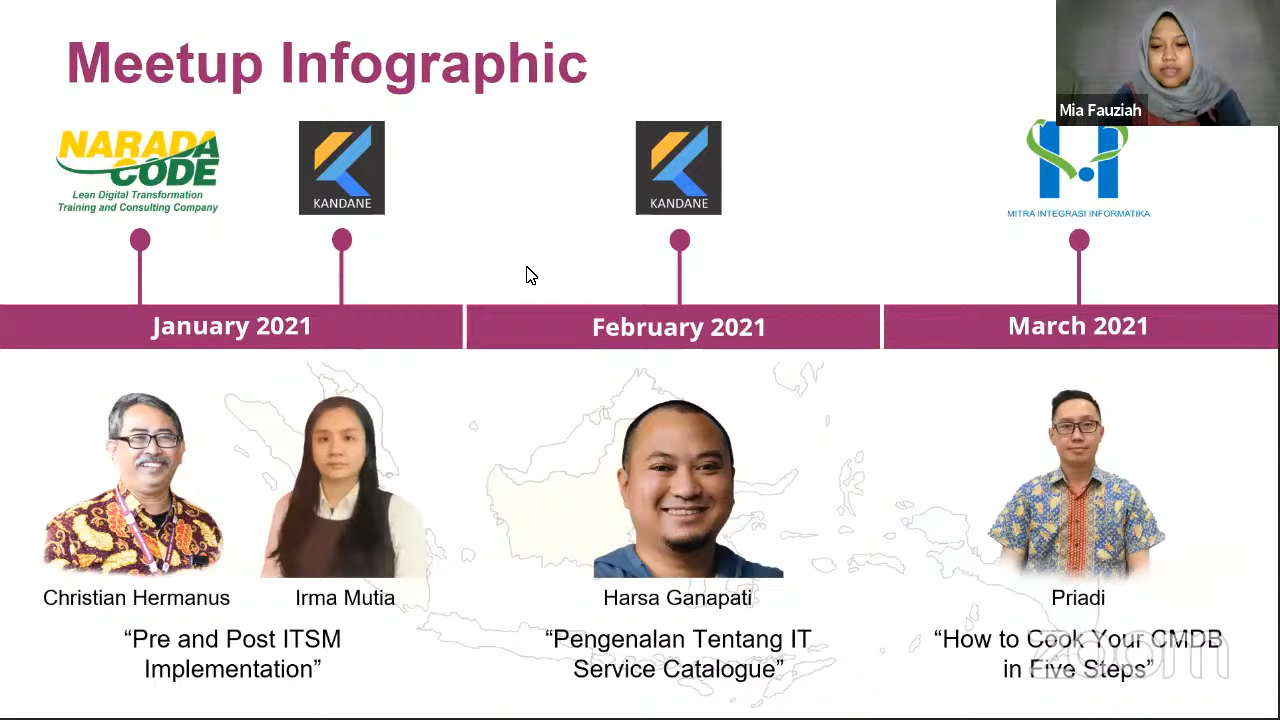 Meetup Infographic
Mia Fauziah
NARADA
CODE
Lean Digital Transformation
Training and Consulting Company
KANDANE
KANDANE
MITRA INTEGRASI INFORMATIKA
January 2021
February 2021
March 2021
Christian Hermanus
Irma Mutia
Harsa Ganapati
Priadi
“Pre and Post ITSM
Implementation”
“Pengenalan Tentang IT
Service Catalogue”
“How to Cook Your CMDB
in Five Steps”
zoom